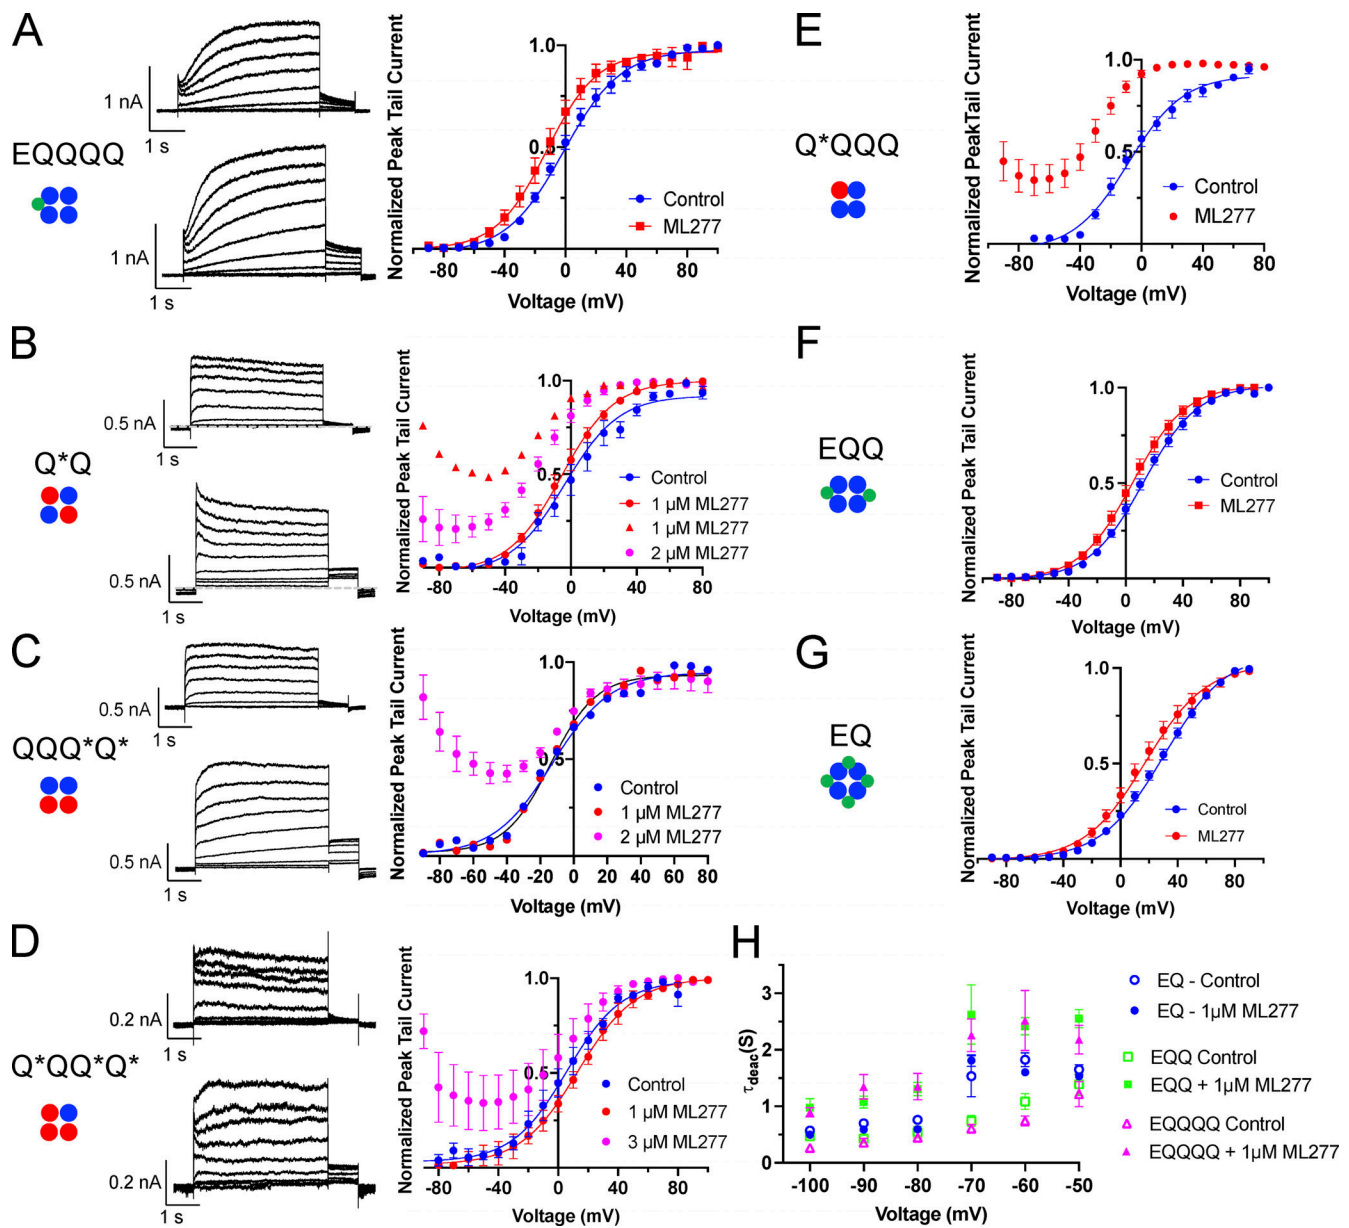 A
1 nA
1 s
EQQQQ
1 nA
1 s
Normalized Peak Tail Current
1.0
0.5
Control
ML277
-80 -40 0 40 80
Voltage (mV)
E
Q*QQQ
Normalized PeakTail Current
1.0
0.5
Control
ML277
-80 -40 0 40 80
Voltage (mV)
B
0.5 nA
1 s
Q*Q
0.5 nA
1 s
Normalized Peak Tail Current
1.0
0.5
Control
1 µM ML277
1 µM ML277
2 µM ML277
-80 -40 0 40 80
Voltage (mV)
F
EQQ
Normalized Peak Tail Current
1.0
0.5
Control
ML277
-80 -40 0 40 80
Voltage (mV)
C
0.5 nA
1 s
QQQ*Q*
0.5 nA
1 s
Normalized Peak Tail Current
1.0
0.5
Control
1 µM ML277
2 µM ML277
-80 -60 -40 -20 0 20 40 60 80
Voltage (mV)
G
EQ
Normalized Peak Tail Current
1.0
0.5
Control
ML277
-80 -40 0 40 80
Voltage (mV)
D
0.2 nA
1 s
Q*QQ*Q*
0.2 nA
1 s
Normalized Peak Tail Current
1.0
0.5
Control
1 µM ML277
3 µM ML277
-80 -40 0 40 80
Voltage (mV)
H
τdeac(S)
3
2
1
0
-100 -90 -80 -70 -60 -50
Voltage (mV)
EQ - Control
EQ - 1µM ML277
EQQ Control
EQQ + 1µM ML277
EQQQQ Control
EQQQQ + 1µM ML277